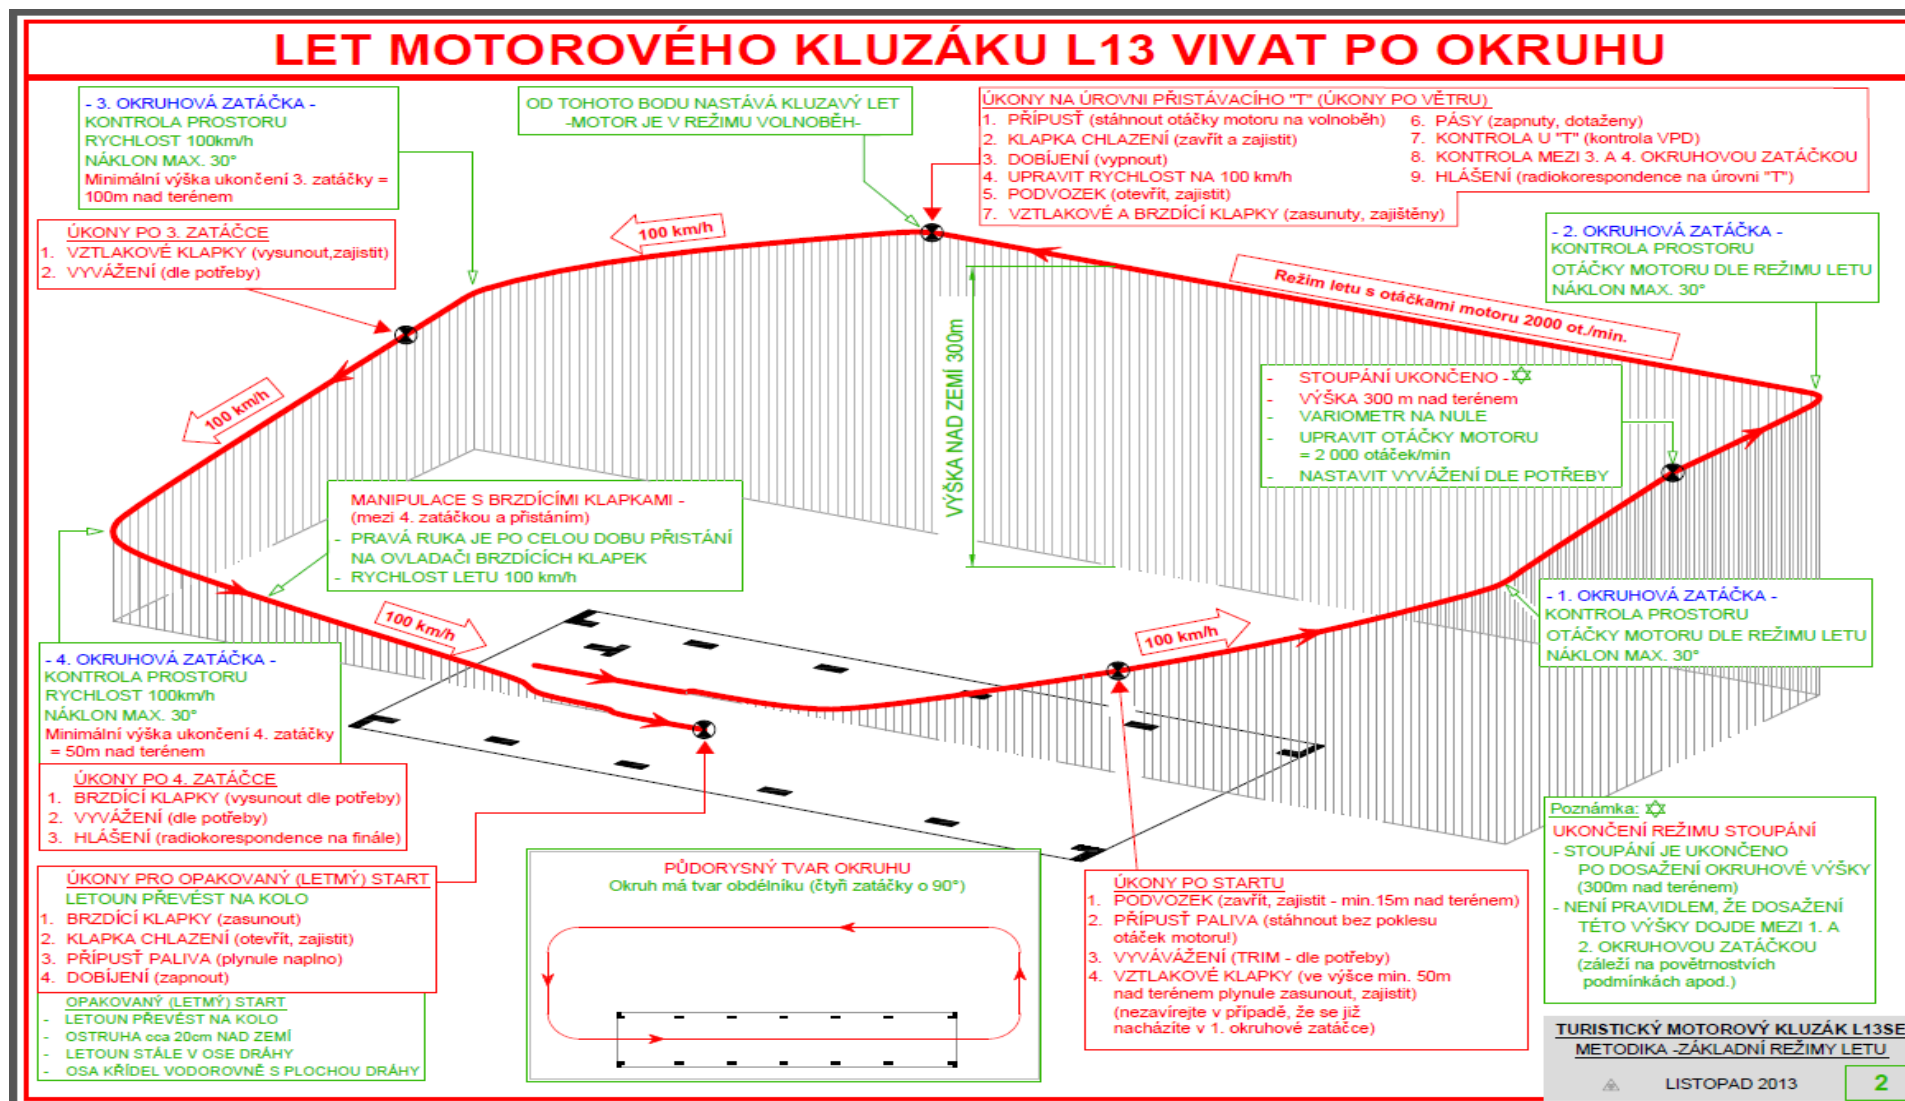 LET MOTOROVÉHO KLUZÁKU L13 VIVAT PO OKRUHU
- 3. OKRUHOVÁ ZATÁČKA -
KONTROLA PROSTORU
RYCHLOST 100km/h
NÁKLON MAX. 30°
Minimální výška ukončení 3. zatáčky =
100m nad terénem
OD TOHOTO BODU NASTÁVÁ KLUZAVÝ LET
-MOTOR JE V REŽIMU VOLNOBĚH-
ÚKONY NA ÚROVNI PŘISTÁVACÍHO "T" (ÚKONY PO VĚTRU)
1. PŘÍPUSŤ (stáhnout otáčky motoru na volnoběh)
2. KLAPKA CHLAZENÍ (zavřít a zajistit)
3. DOBÍJENÍ (vypnout)
4. UPRAVIT RYCHLOST NA 100 km/h
5. PODVOZEK (otevřít, zajistit)
7. VZTLAKOVÉ A BRZDÍCÍ KLAPKY (zasunuty, zajištěny)
6. PÁSY (zapnuty, dotaženy)
7. KONTROLA U "T" (kontrola VPD)
8. KONTROLA MEZI 3. A 4. OKRUHOVOU ZATÁČKOU
9. HLÁŠENÍ (radiokorespondence na úrovni "T")
ÚKONY PO 3. ZATÁČCE
1. VZTLAKOVÉ KLAPKY (vysunout,zajistit)
2. VYVÁŽENÍ (dle potřeby)
100 km/h
- 2. OKRUHOVÁ ZATÁČKA -
KONTROLA PROSTORU
OTÁČKY MOTORU DLE REŽIMU LETU
NÁKLON MAX. 30°
Režim letu s otáčkami motoru 2000 ot./min.
VÝŠKA NAD ZEMÍ 300m
- STOUPÁNÍ UKONČENO -
- VÝŠKA 300 m nad terénem
- VARIOMETR NA NULE
- UPRAVIT OTÁČKY MOTORU
= 2 000 otáček/min
- NASTAVIT VYVÁŽENÍ DLE POTŘEBY
100 km/h
MANIPULACE S BRZDÍCÍMI KLAPKAMI -
(mezi 4. zatáčkou a přistáním)
- PRAVÁ RUKA JE PO CELOU DOBU PŘISTÁNÍ
NA OVLADAČI BRZDÍCÍCH KLAPEK
- RYCHLOST LETU 100 km/h
100 km/h
100 km/h
- 1. OKRUHOVÁ ZATÁČKA -
KONTROLA PROSTORU
OTÁČKY MOTORU DLE REŽIMU LETU
NÁKLON MAX. 30°
- 4. OKRUHOVÁ ZATÁČKA -
KONTROLA PROSTORU
RYCHLOST 100km/h
NÁKLON MAX. 30°
Minimální výška ukončení 4. zatáčky
= 50m nad terénem
ÚKONY PO 4. ZATÁČCE
1. BRZDÍCÍ KLAPKY (vysunout dle potřeby)
2. VYVÁŽENÍ (dle potřeby)
3. HLÁŠENÍ (radiokorespondence na finále)
ÚKONY PRO OPAKOVANÝ (LETMÝ) START
LETOUN PŘEVÉST NA KOLO
1. BRZDÍCÍ KLAPKY (zasunout)
2. KLAPKA CHLAZENÍ (otevřít, zajistit)
3. PŘÍPUSŤ PALIVA (plynule naplno)
4. DOBÍJENÍ (zapnout)
OPAKOVANÝ (LETMÝ) START
- LETOUN PŘEVÉST NA KOLO
- OSTRUHA cca 20cm NAD ZEMÍ
- LETOUN STÁLE V OSE DRÁHY
- OSA KŘÍDEL VODOROVNĚ S PLOCHOU DRÁHY
PŮDORYSNÝ TVAR OKRUHU
Okruh má tvar obdélníku (čtyři zatáčky o 90°)
ÚKONY PO STARTU
1. PODVOZEK (zavřít, zajistit - min.15m nad terénem)
2. PŘÍPUSŤ PALIVA (stáhnout bez poklesu
otáček motoru!)
3. VYVÁVÁŽENÍ (TRIM - dle potřeby)
4. VZTLAKOVÉ KLAPKY (ve výšce min. 50m
nad terénem plynule zasunout, zajistit)
(nezavírejte v případě, že se již
nacházíte v 1. okruhové zatáčce)
Poznámka:
UKONČENÍ REŽIMU STOUPÁNÍ
- STOUPÁNÍ JE UKONČENO
PO DOSAŽENÍ OKRUHOVÉ VÝŠKY
(300m nad terénem)
- NENÍ PRAVIDLEM, ŽE DOSAŽENÍ
TÉTO VÝŠKY DOJDE MEZI 1. A
2. OKRUHOVOU ZATÁČKOU
(záleží na povětrnostvích
podmínkách apod.)
TURISTICKÝ MOTOROVÝ KLUZÁK L13SE
METODIKA -ZÁKLADNÍ REŽIMY LETU
LISTOPAD 2013
2